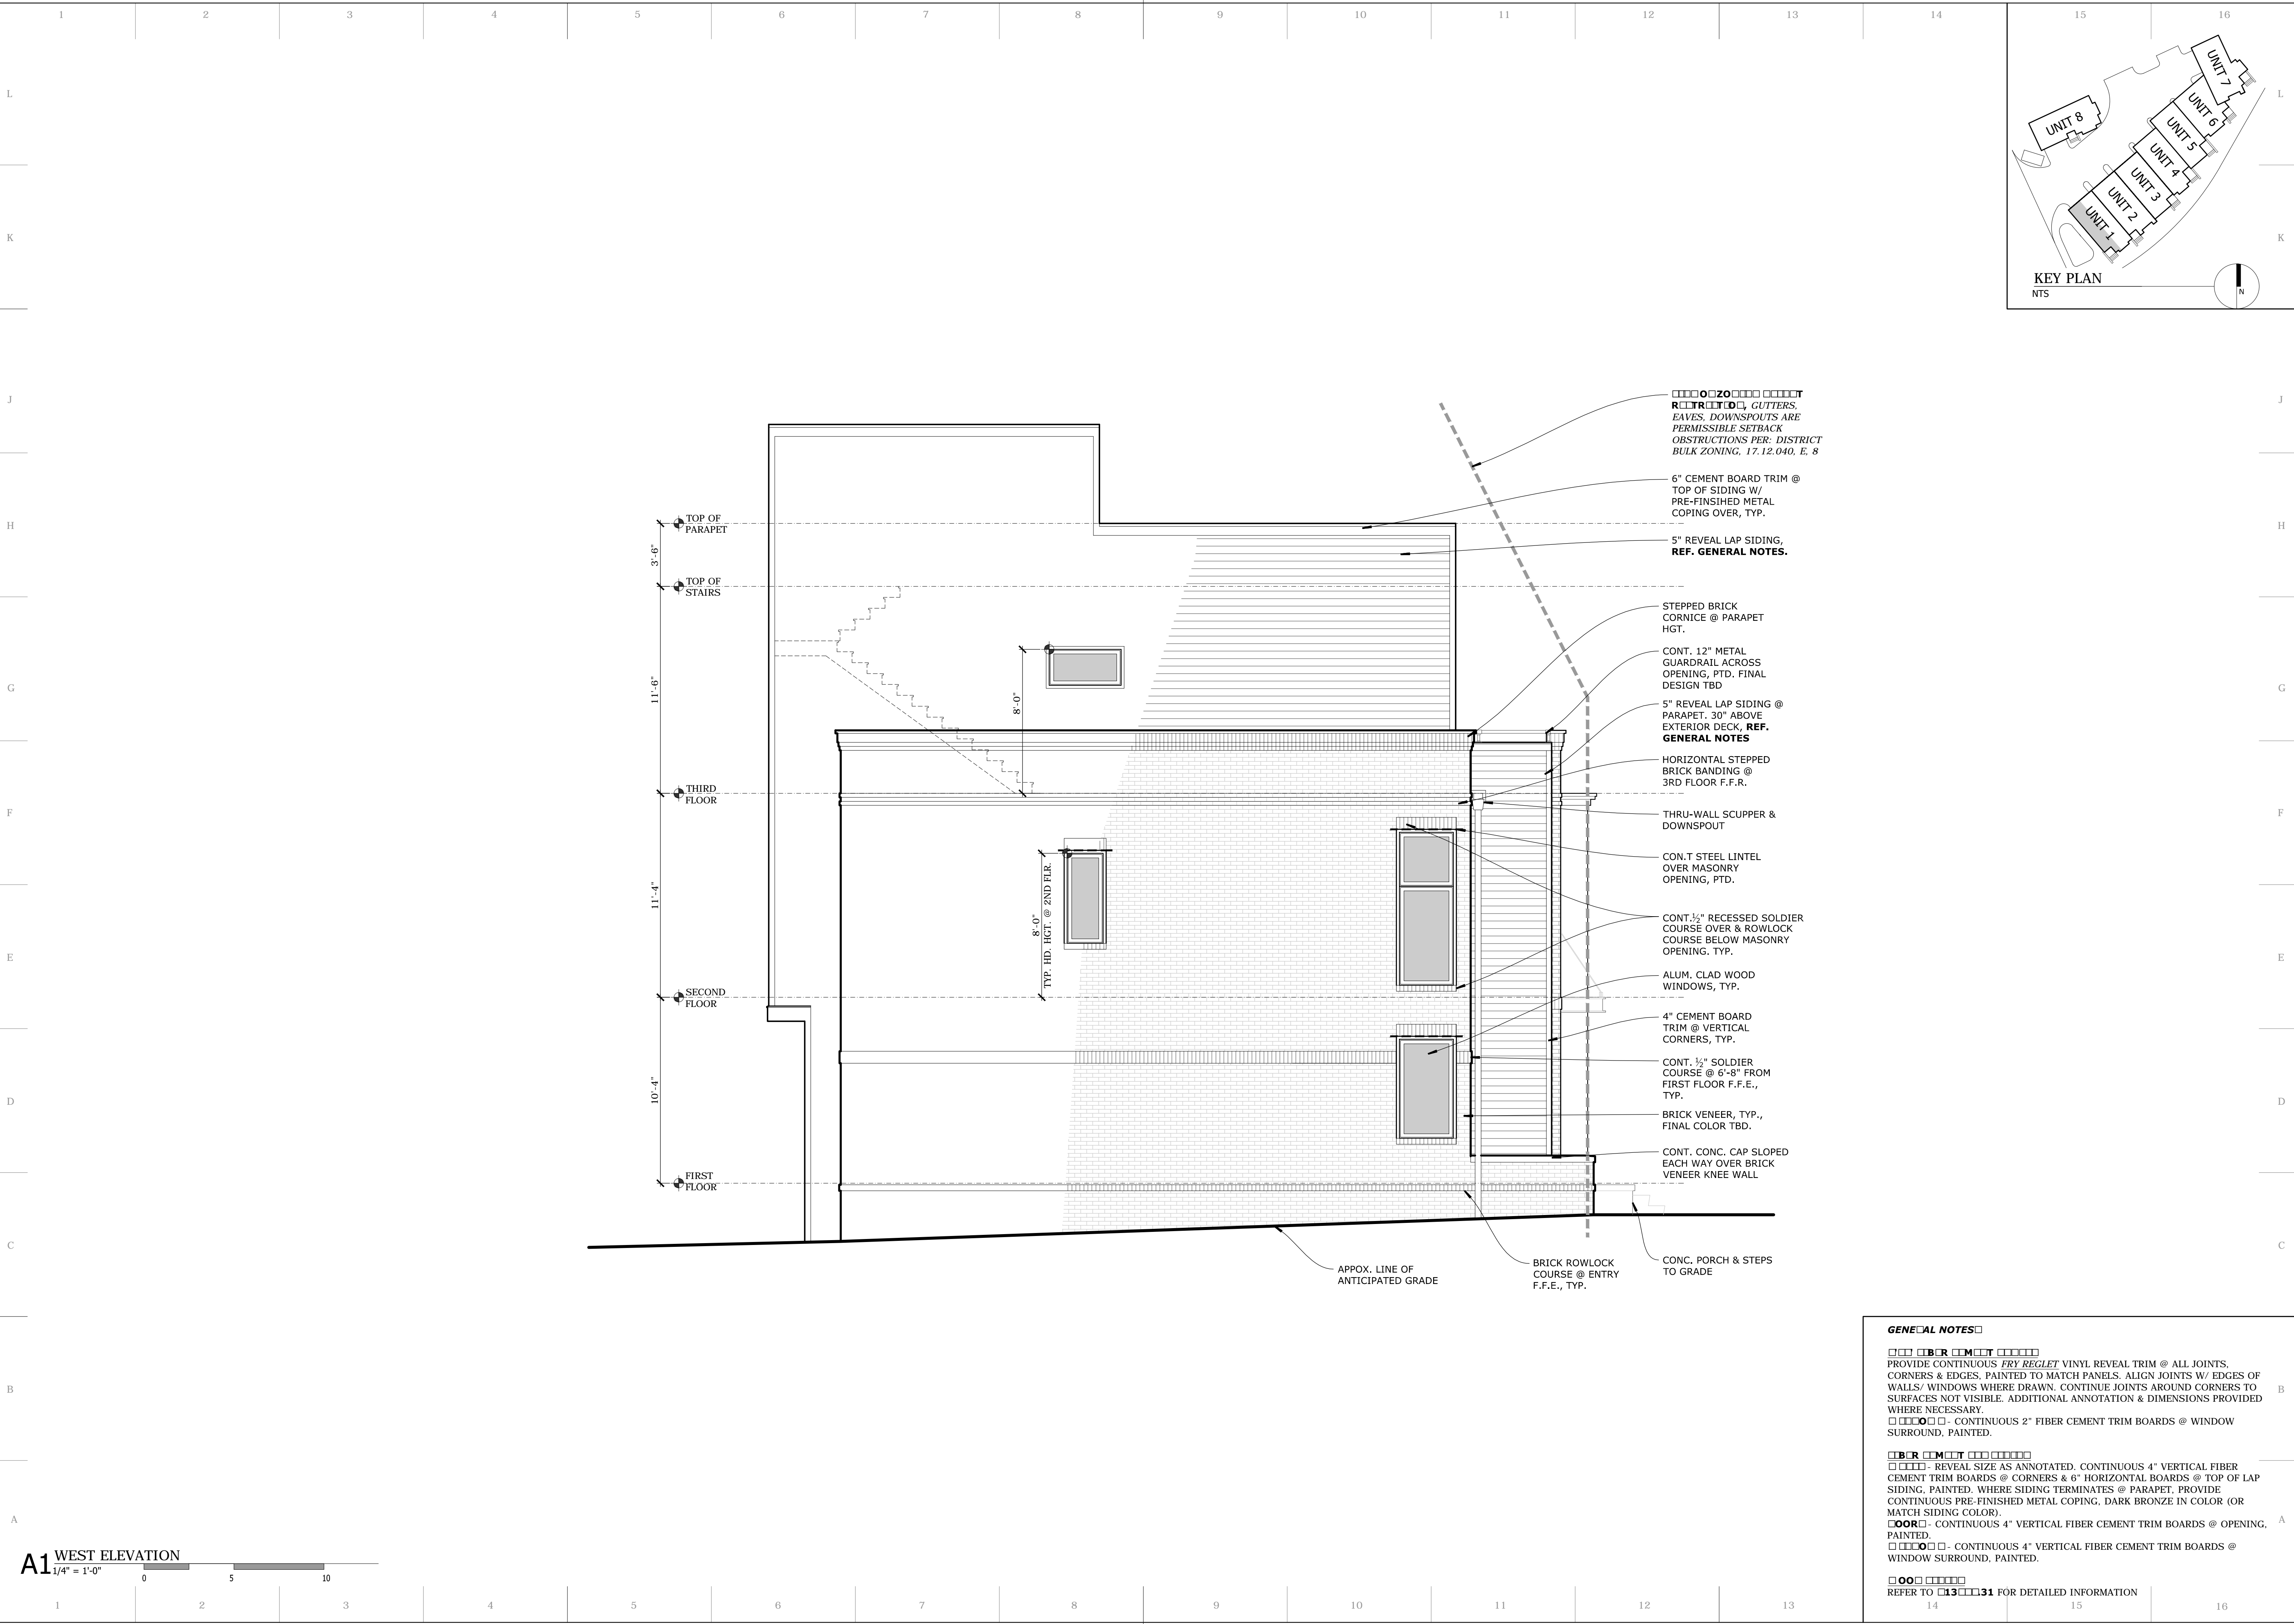 1 2 3 4 5 6 7 8 9 10 11 12 13 14 15 16
L
K
J
H
G
F
E
D
C
B
A
L
K
J
H
G
F
E
D
C
B
A
UNIT 7
UNIT 6
UNIT 5
UNIT 4
UNIT 3
UNIT 2
UNIT 1
UNIT 8
KEY PLAN
NTS
N
GUTTERS,
EAVES, DOWNSPOUTS ARE
PERMISSIBLE SETBACK
OBSTRUCTIONS PER: DISTRICT
BULK ZONING, 17.12.040, E, 8
6" CEMENT BOARD TRIM @
TOP OF SIDING W/
PRE-FINSIHED METAL
COPING OVER, TYP.
5" REVEAL LAP SIDING,
REF. GENERAL NOTES.
STEPPED BRICK
CORNICE @ PARAPET
HGT.
CONT. 12" METAL
GUARDRAIL ACROSS
OPENING, PTD. FINAL
DESIGN TBD
5" REVEAL LAP SIDING @
PARAPET. 30" ABOVE
EXTERIOR DECK, REF.
GENERAL NOTES
HORIZONTAL STEPPED
BRICK BANDING @
3RD FLOOR F.F.R.
THRU-WALL SCUPPER &
DOWNSPOUT
CON.T STEEL LINTEL
OVER MASONRY
OPENING, PTD.
CONT.½" RECESSED SOLDIER
COURSE OVER & ROWLOCK
COURSE BELOW MASONRY
OPENING. TYP.
ALUM. CLAD WOOD
WINDOWS, TYP.
4" CEMENT BOARD
TRIM @ VERTICAL
CORNERS, TYP.
CONT. ½" SOLDIER
COURSE @ 6'-8" FROM
FIRST FLOOR F.F.E.,
TYP.
BRICK VENEER, TYP.,
FINAL COLOR TBD.
CONT. CONC. CAP SLOPED
EACH WAY OVER BRICK
VENEER KNEE WALL
CONC. PORCH & STEPS
TO GRADE
BRICK ROWLOCK
COURSE @ ENTRY
F.F.E., TYP.
APPOX. LINE OF
ANTICIPATED GRADE
TOP OF
PARAPET
3'-6"
TOP OF
STAIRS
11'-6"
8'-0"
THIRD
FLOOR
11'-4"
8'-0"
TYP. HD. HGT. @ 2ND FLR.
SECOND
FLOOR
10'-4"
FIRST
FLOOR
A1 WEST ELEVATION
1/4" = 1'-0"
0 5 10
NOTES
PROVIDE CONTINUOUS FRY REGLET VINYL REVEAL TRIM @ ALL JOINTS,
CORNERS & EDGES, PAINTED TO MATCH PANELS. ALIGN JOINTS W/ EDGES OF
WALLS/ WINDOWS WHERE DRAWN. CONTINUE JOINTS AROUND CORNERS TO
SURFACES NOT VISIBLE. ADDITIONAL ANNOTATION & DIMENSIONS PROVIDED
WHERE NECESSARY.
- CONTINUOUS 2" FIBER CEMENT TRIM BOARDS @ WINDOW
SURROUND, PAINTED.
- REVEAL SIZE AS ANNOTATED. CONTINUOUS 4" VERTICAL FIBER
CEMENT TRIM BOARDS @ CORNERS & 6" HORIZONTAL BOARDS @ TOP OF LAP
SIDING, PAINTED. WHERE SIDING TERMINATES @ PARAPET, PROVIDE
CONTINUOUS PRE-FINISHED METAL COPING, DARK BRONZE IN COLOR (OR
MATCH SIDING COLOR).
- CONTINUOUS 4" VERTICAL FIBER CEMENT TRIM BOARDS @ OPENING,
PAINTED.
- CONTINUOUS 4" VERTICAL FIBER CEMENT TRIM BOARDS @
WINDOW SURROUND, PAINTED.
REFER TO FOR DETAILED INFORMATION
1 2 3 4 5 6 7 8 9 10 11 12 13 14 15 16